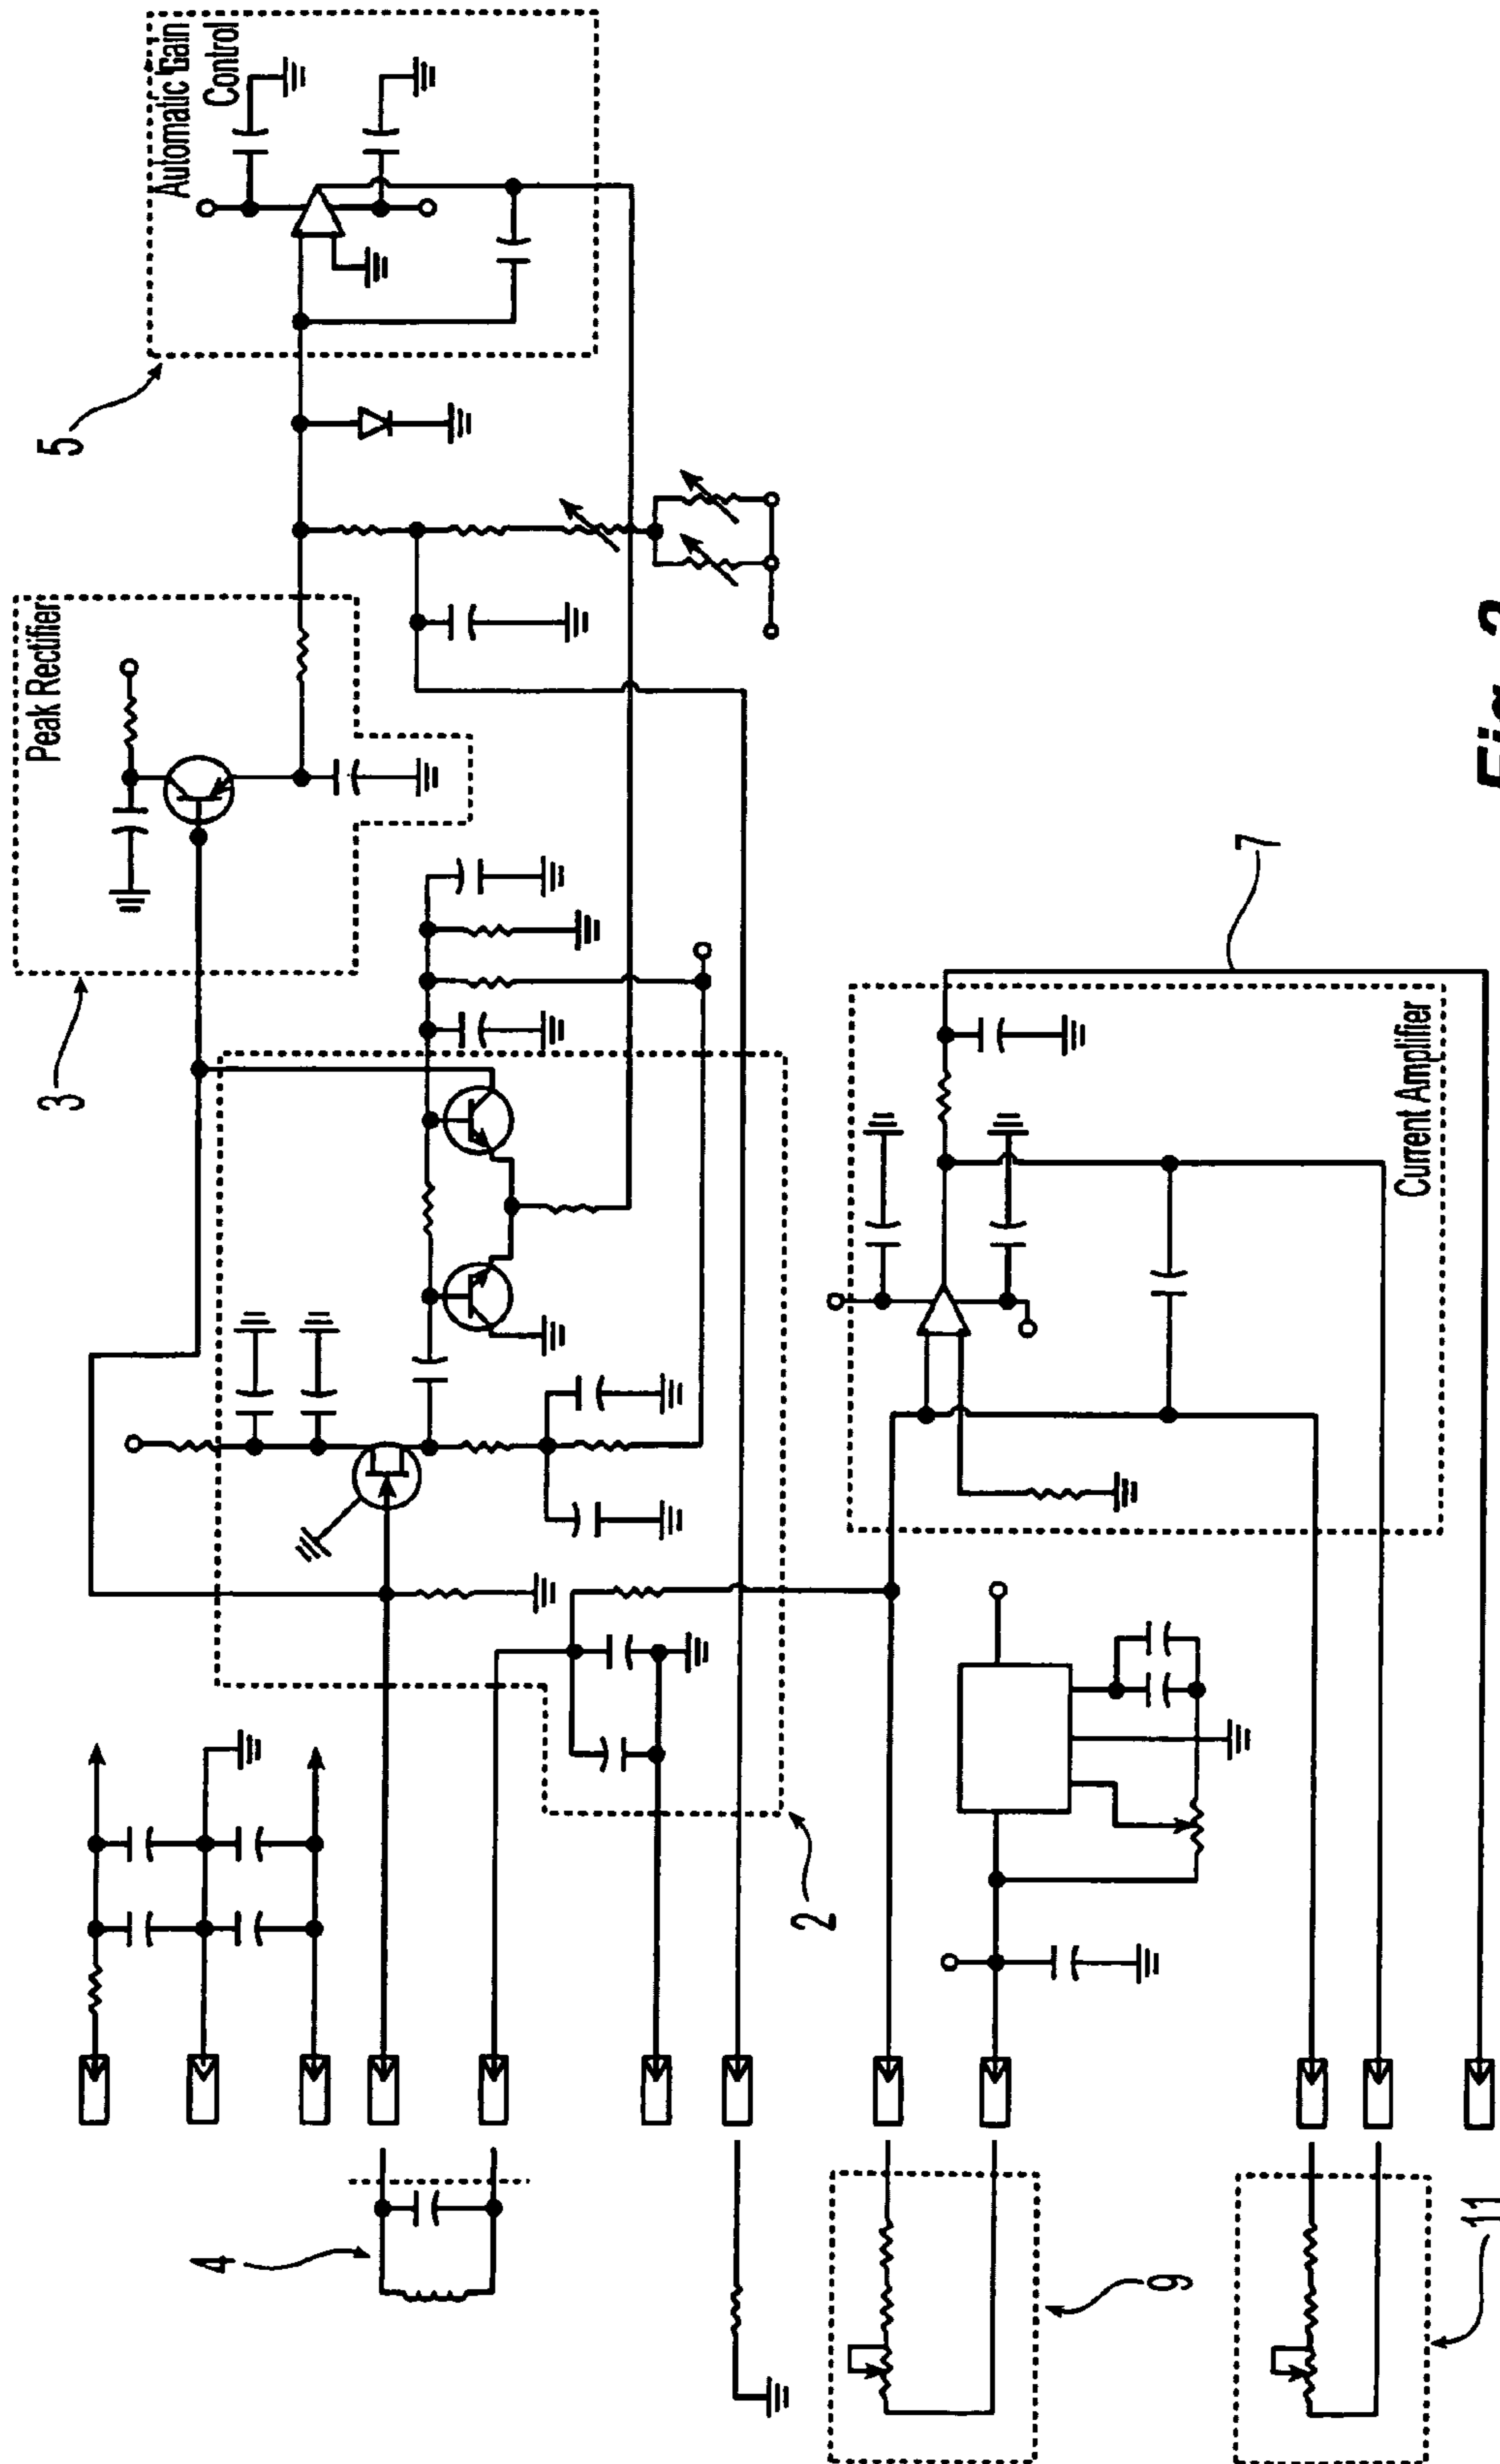 Automatic Gain
Control
5
Peak Rectifier
3
2
4
7
Current Amplifier
9
11
Fig. 2